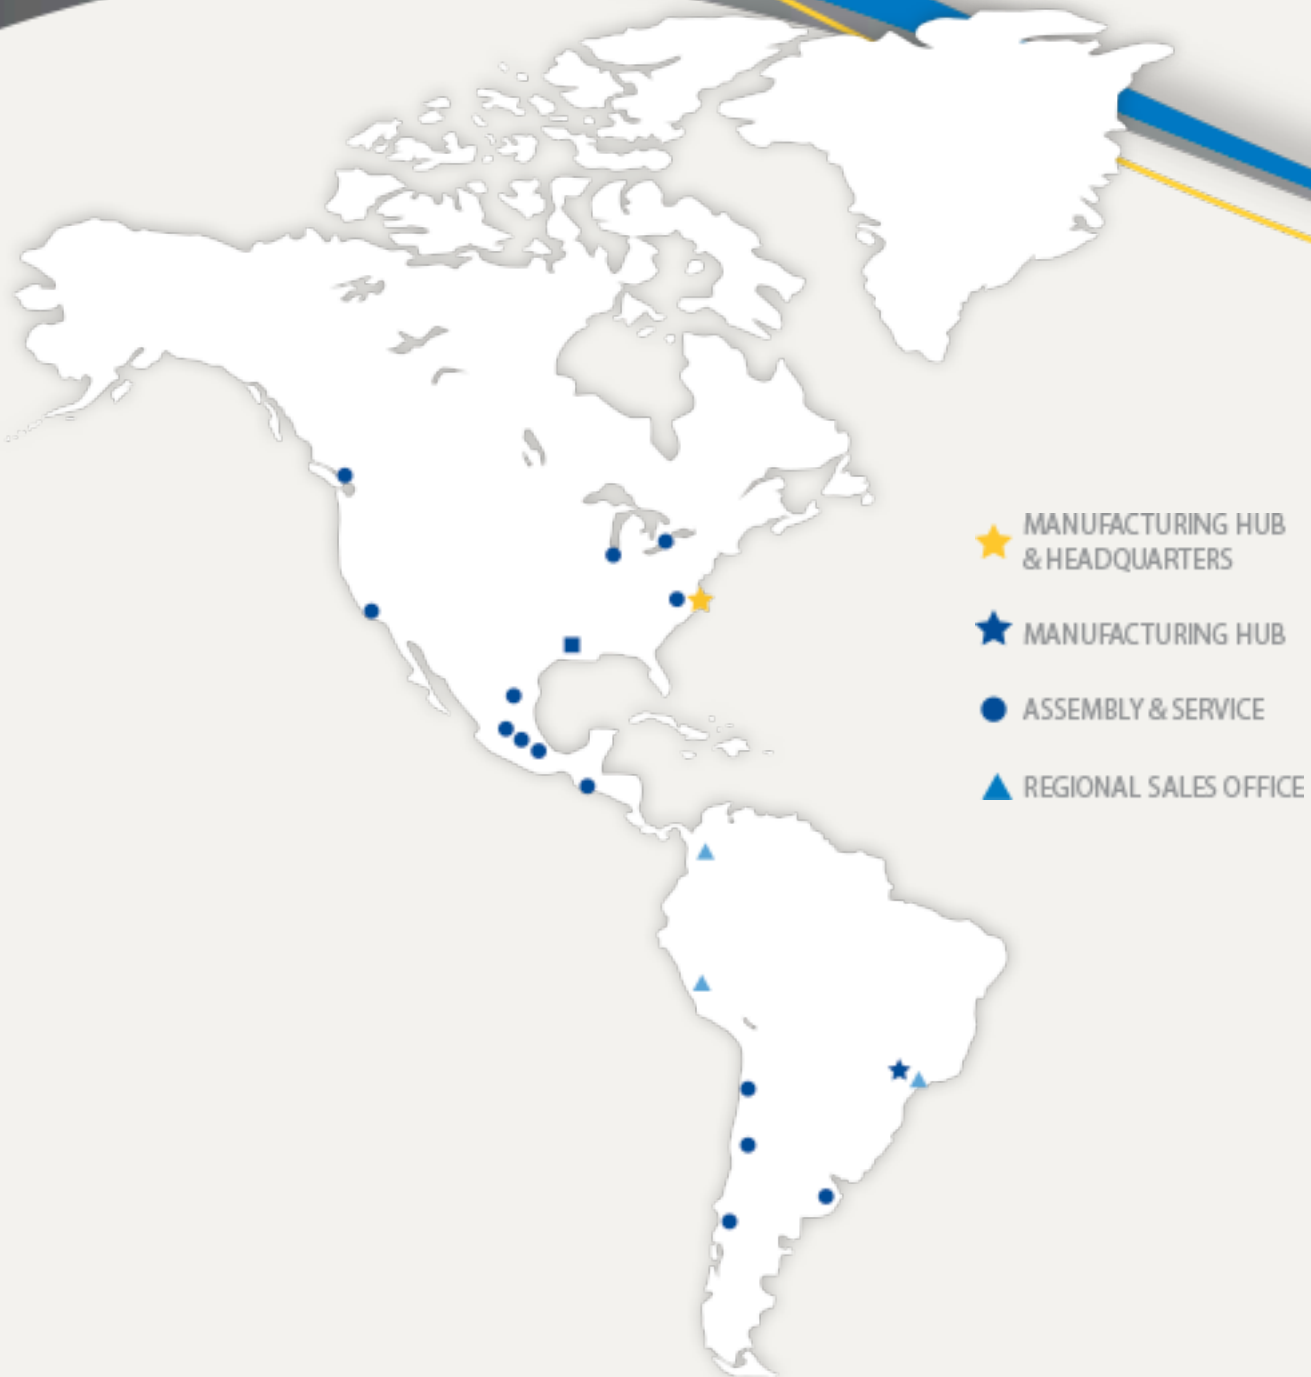 MANUFACTURING HUB
& HEADQUARTERS
MANUFACTURING HUB
ASSEMBLY & SERVICE
REGIONAL SALES OFFICE